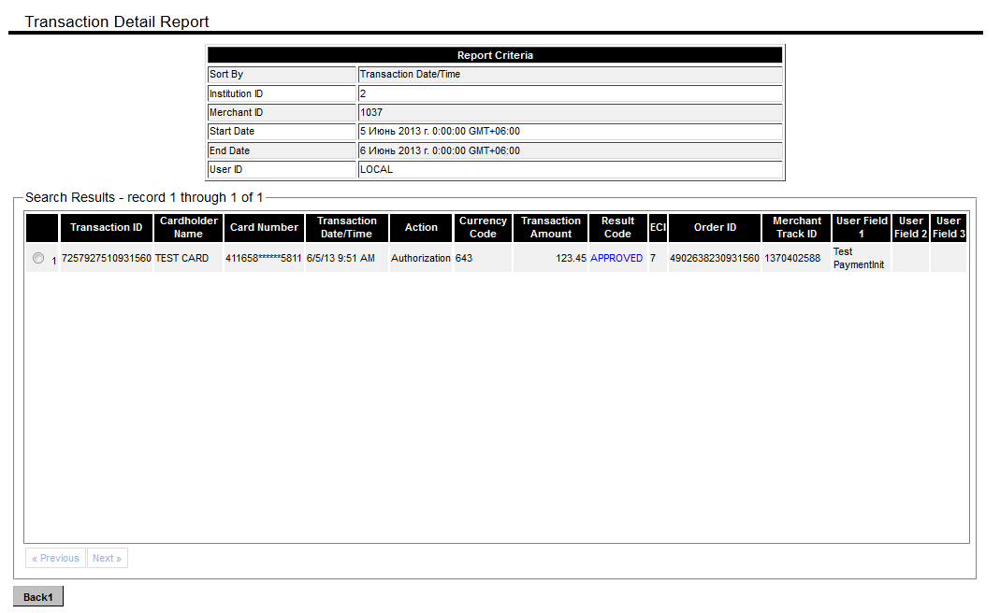 Transaction Detail Report
Report Criteria
Sort By Transaction Date/Time
Institution ID 2
Merchant ID 1037
Start Date 5 Июнь 2013 г. 0:00:00 GMT+06:00
End Date 6 Июнь 2013 г. 0:00:00 GMT+06:00
User ID LOCAL
Search Results - record 1 through 1 of 1
Transaction ID Cardholder Name Card Number Transaction Date/Time Action Currency Code Transaction Amount Result Code ECI Order ID Merchant Track ID User Field 1 User Field 2 User Field 3
1 7257927510931560 TEST CARD 411658******5811 6/5/13 9:51 AM Authorization 643 123.45 APPROVED 7 4902638230931560 1370402588 Test PaymentInit
« Previous Next »
Back1